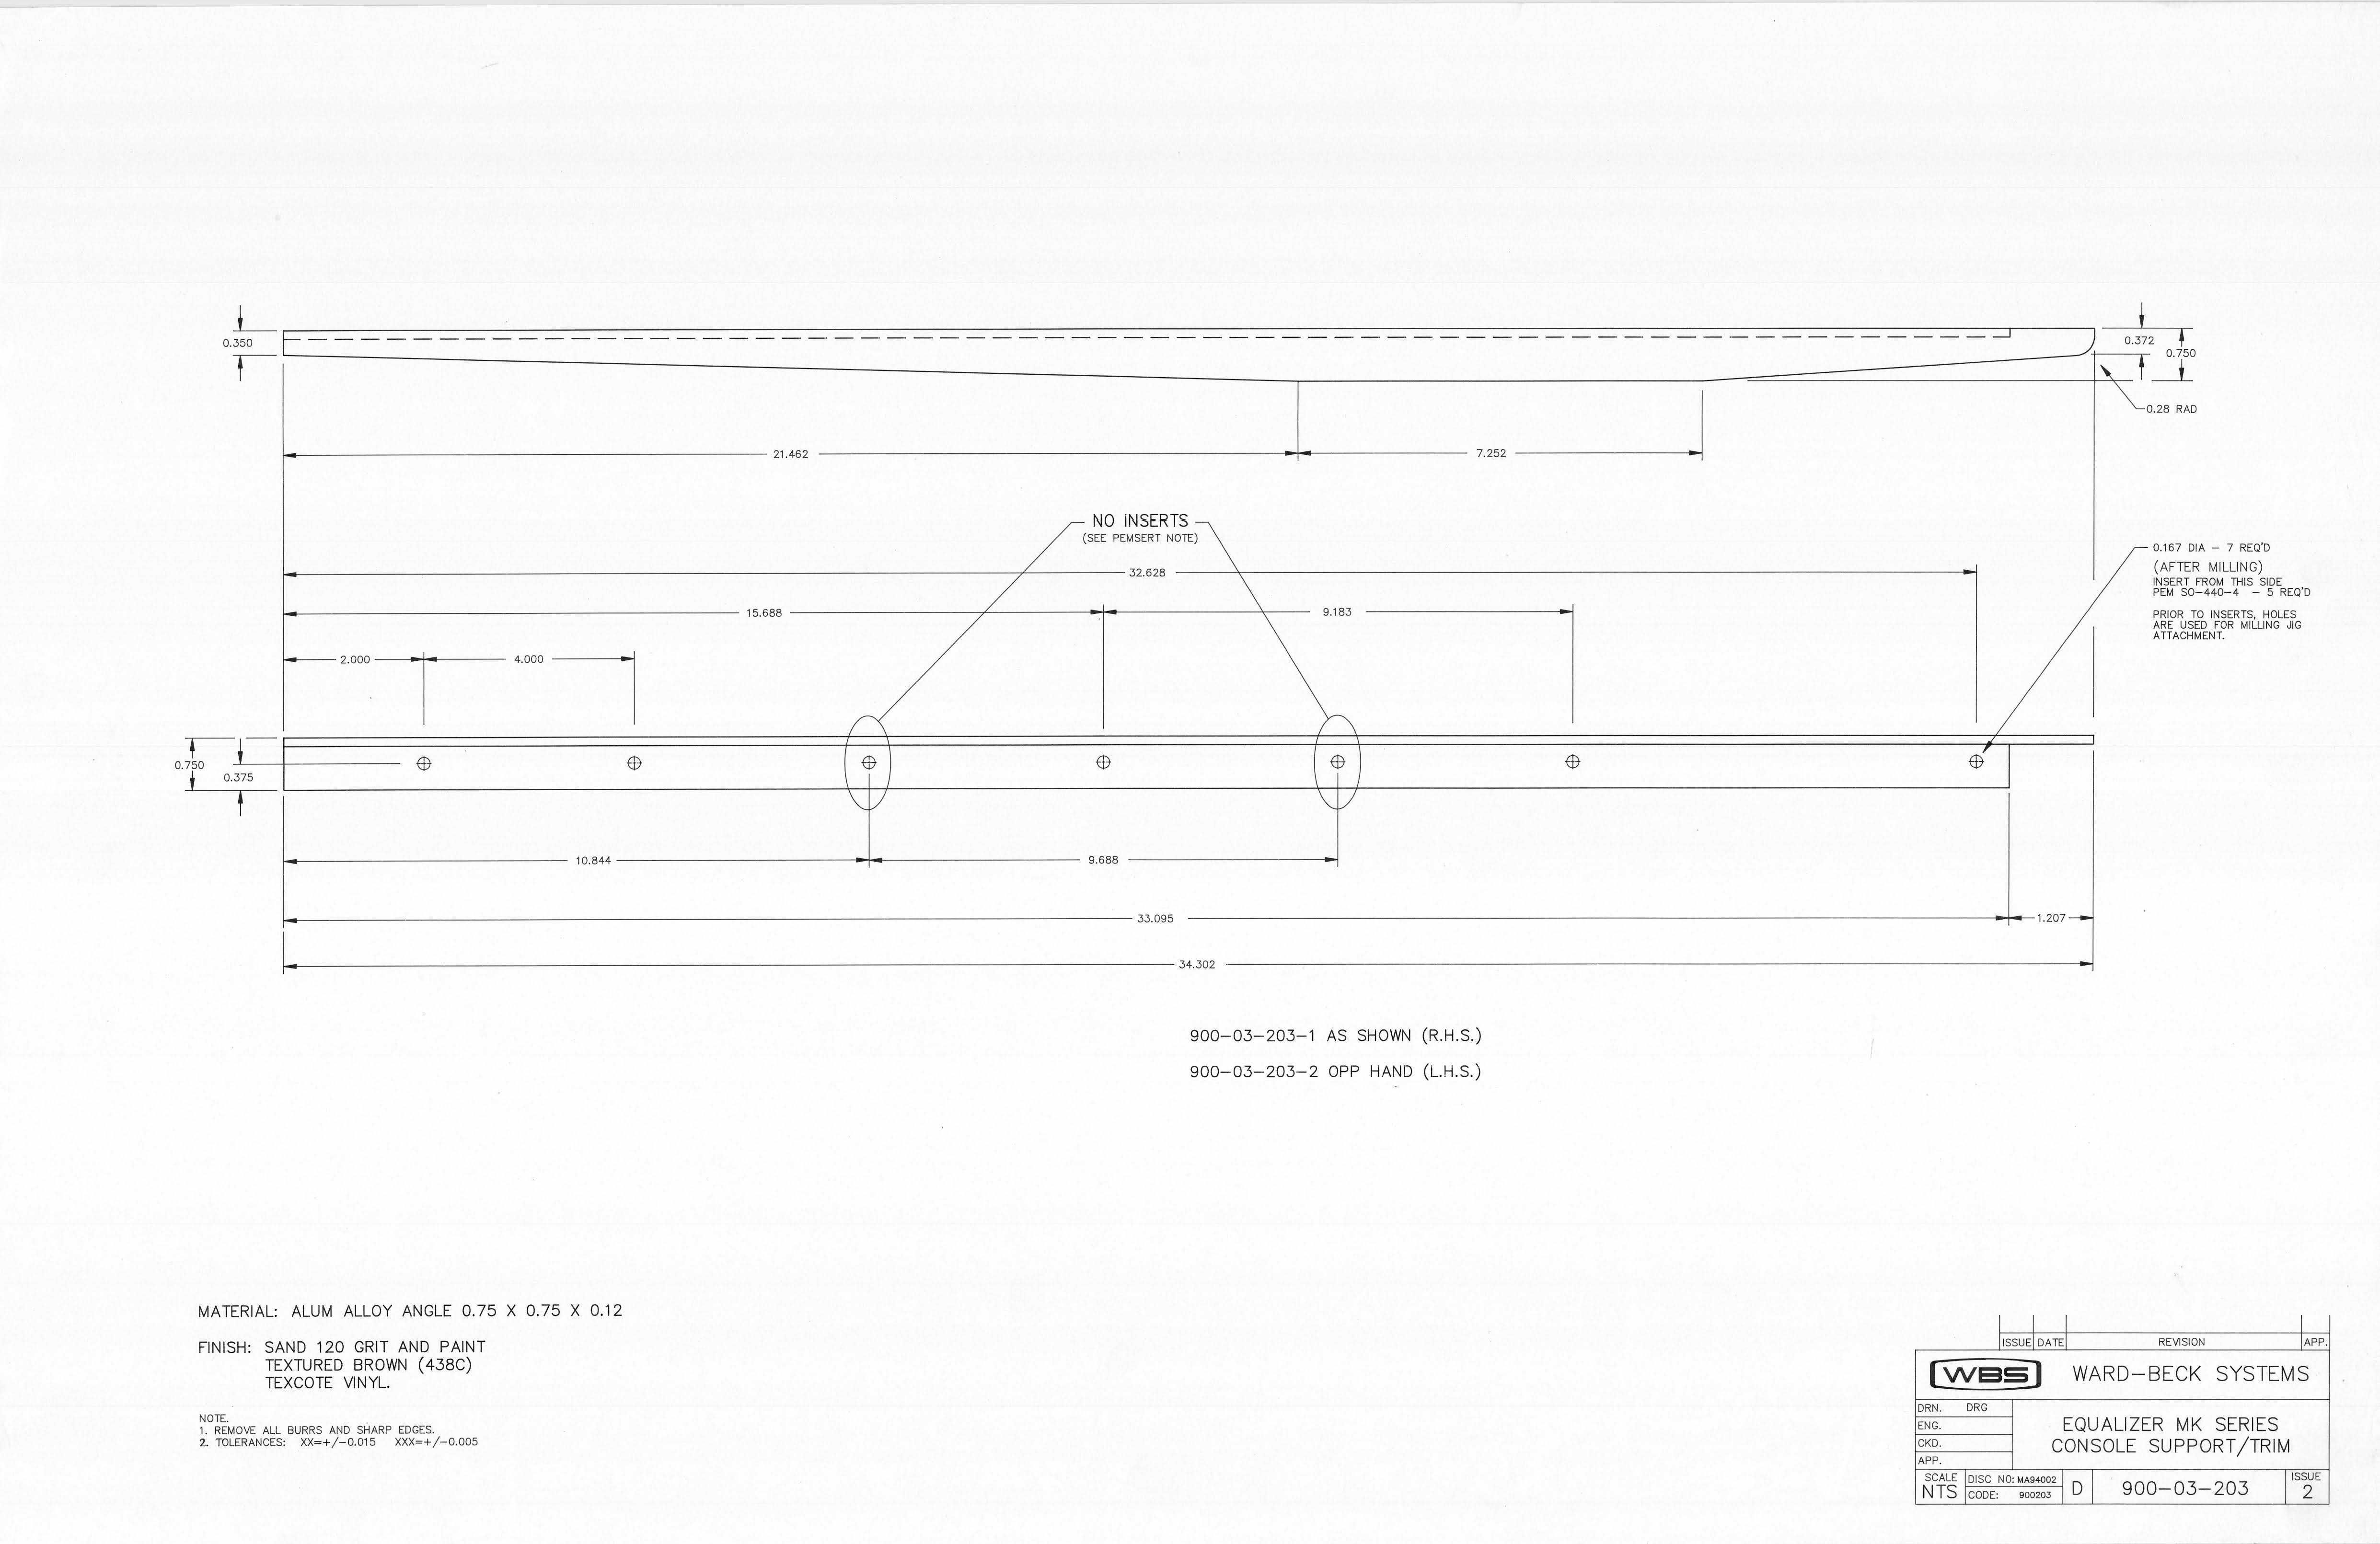 0.350
0.372
0.750
0.28 RAD
21.462
7.252
NO INSERTS
(SEE PEMSERT NOTE)
32.628
15.688
9.183
2.000
4.000
0.167 DIA – 7 REQ'D
(AFTER MILLING)
INSERT FROM THIS SIDE
PEM SO–440–4 – 5 REQ'D
PRIOR TO INSERTS, HOLES
ARE USED FOR MILLING JIG
ATTACHMENT.
0.750
0.375
10.844
9.688
33.095
1.207
34.302
900–03–203–1 AS SHOWN (R.H.S.)
900–03–203–2 OPP HAND (L.H.S.)
MATERIAL: ALUM ALLOY ANGLE 0.75 X 0.75 X 0.12
FINISH: SAND 120 GRIT AND PAINT
TEXTURED BROWN (438C)
TEXCOTE VINYL.
NOTE.
1. REMOVE ALL BURRS AND SHARP EDGES.
2. TOLERANCES: XX=+/–0.015 XXX=+/–0.005
ISSUE DATE REVISION APP.
WBS WARD–BECK SYSTEMS
DRN. DRG
ENG.
CKD.
APP.
EQUALIZER MK SERIES
CONSOLE SUPPORT/TRIM
SCALE
NTS
DISC NO: MA94002
CODE: 900203
D
900–03–203
ISSUE
2